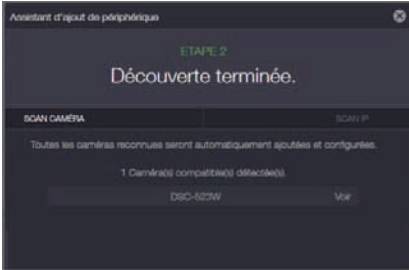 Assistant d'ajout de périphérique
ETAPE 2
Découverte terminée.
SCAN CAMÉRA
SCAN IP
Toutes les caméras reconnues seront automatiquement ajoutées et configurées.
1 Caméra(s) compatible(s) détectée(s).
DSC-623W Voir